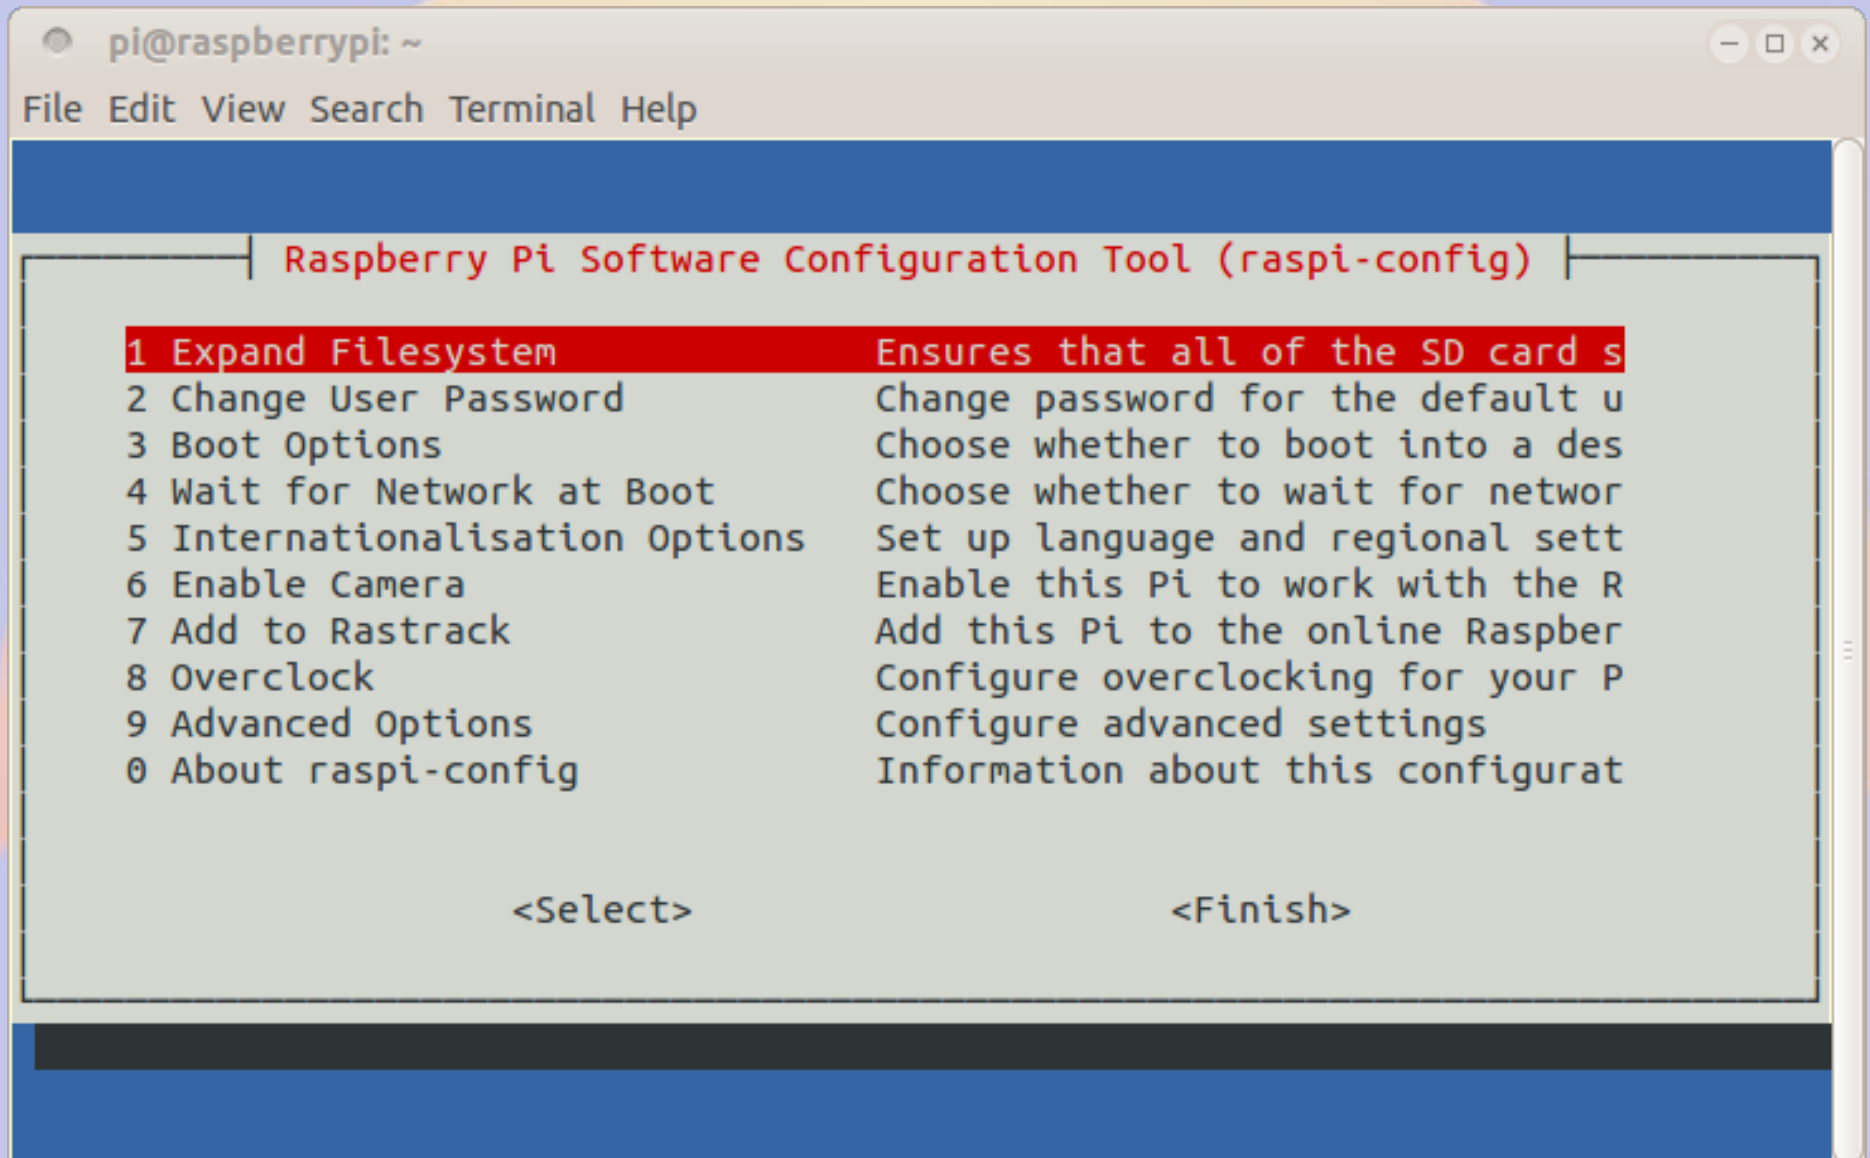 pi@raspberrypi: ~
File Edit View Search Terminal Help
Raspberry Pi Software Configuration Tool (raspi-config)
1 Expand Filesystem Ensures that all of the SD card s
2 Change User Password Change password for the default u
3 Boot Options Choose whether to boot into a des
4 Wait for Network at Boot Choose whether to wait for networ
5 Internationalisation Options Set up language and regional sett
6 Enable Camera Enable this Pi to work with the R
7 Add to Rastrack Add this Pi to the online Raspber
8 Overclock Configure overclocking for your P
9 Advanced Options Configure advanced settings
0 About raspi-config Information about this configurat
<Select> <Finish>